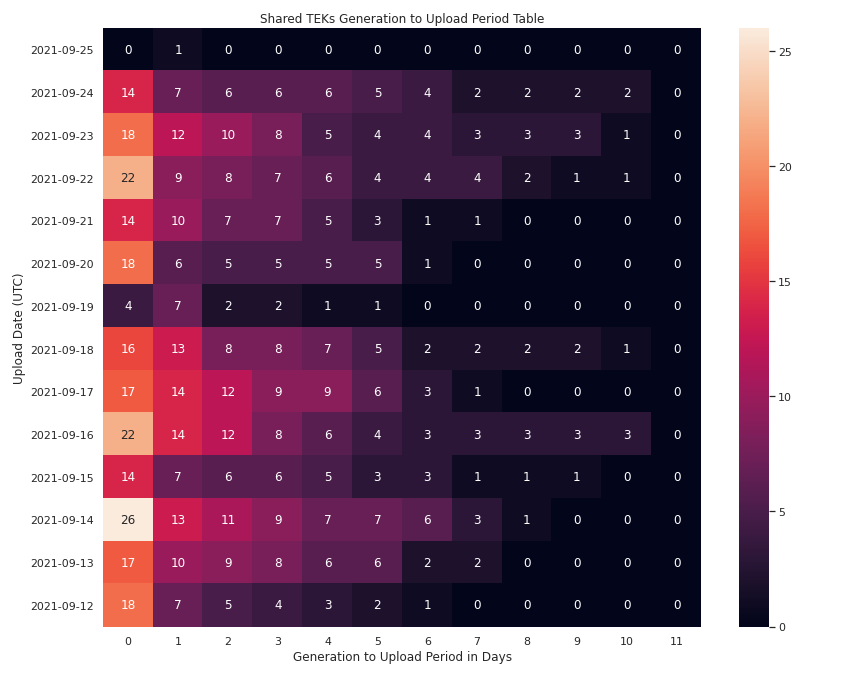 Shared TEKs Generation to Upload Period Table
Upload Date (UTC)
2021-09-25 0 1 0 0 0 0 0 0 0 0 0 0
2021-09-24 14 7 6 6 6 5 4 2 2 2 2 0
2021-09-23 18 12 10 8 5 4 4 3 3 3 1 0
2021-09-22 22 9 8 7 6 4 4 4 2 1 1 0
2021-09-21 14 10 7 7 5 3 1 1 0 0 0 0
2021-09-20 18 6 5 5 5 5 1 0 0 0 0 0
2021-09-19 4 7 2 2 1 1 0 0 0 0 0 0
2021-09-18 16 13 8 8 7 5 2 2 2 2 1 0
2021-09-17 17 14 12 9 9 6 3 1 0 0 0 0
2021-09-16 22 14 12 8 6 4 3 3 3 3 3 0
2021-09-15 14 7 6 6 5 3 3 1 1 1 0 0
2021-09-14 26 13 11 9 7 7 6 3 1 0 0 0
2021-09-13 17 10 9 8 6 6 2 2 0 0 0 0
2021-09-12 18 7 5 4 3 2 1 0 0 0 0 0
0 1 2 3 4 5 6 7 8 9 10 11
Generation to Upload Period in Days
25
20
15
10
5
0